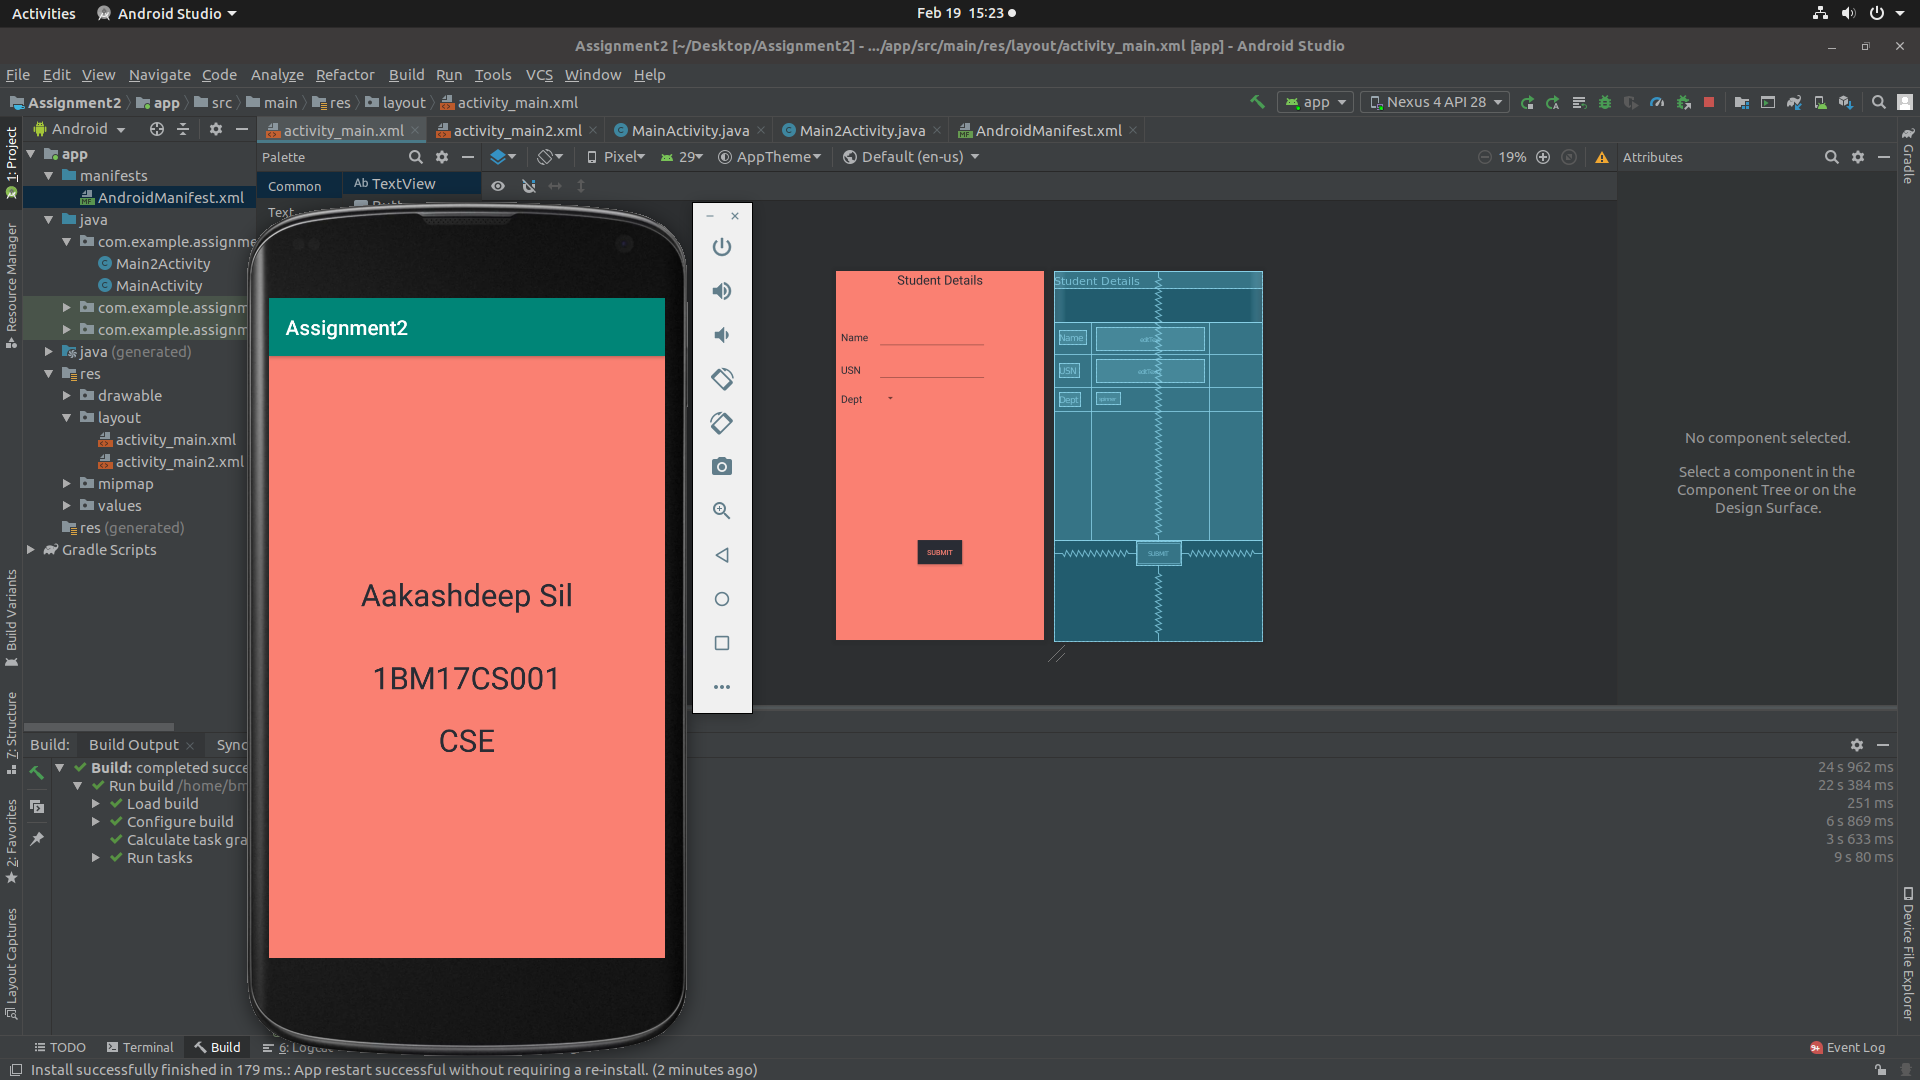 Activities
Android Studio
Feb 19 15:23
Assignment2 [~/Desktop/Assignment2] - .../app/src/main/res/layout/activity_main.xml [app] - Android Studio
File Edit View Navigate Code Analyze Refactor Build Run Tools VCS Window Help
Assignment2 app src main res layout activity_main.xml
app
Nexus 4 API 28
1: Project
Resource Manager
Build Variants
7: Structure
2: Favorites
Layout Captures
Android
activity_main.xml activity_main2.xml MainActivity.java Main2Activity.java AndroidManifest.xml
app
manifests
AndroidManifest.xml
java
com.example.assignme
Main2Activity
MainActivity
com.example.assignm
com.example.assignm
java (generated)
res
drawable
layout
activity_main.xml
activity_main2.xml
mipmap
values
res (generated)
Gradle Scripts
Palette
Common
Text
Ab TextView
Pixel
29
AppTheme
Default (en-us)
19%
Attributes
Gradle
No component selected.
Select a component in the
Component Tree or on the
Design Surface.
Assignment2
Aakashdeep Sil
1BM17CS001
CSE
Student Details
Name
USN
Dept
SUBMIT
Student Details
Name
USN
Dept
SUBMIT
Build: Build Output Sync
Build: completed succe
24 s 962 ms
Run build /home/bm
22 s 384 ms
Load build
251 ms
Configure build
6 s 869 ms
Calculate task gra
3 s 633 ms
Run tasks
9 s 80 ms
Device File Explorer
TODO Terminal Build 6: Logcat
Event Log
Install successfully finished in 179 ms.: App restart successful without requiring a re-install. (2 minutes ago)